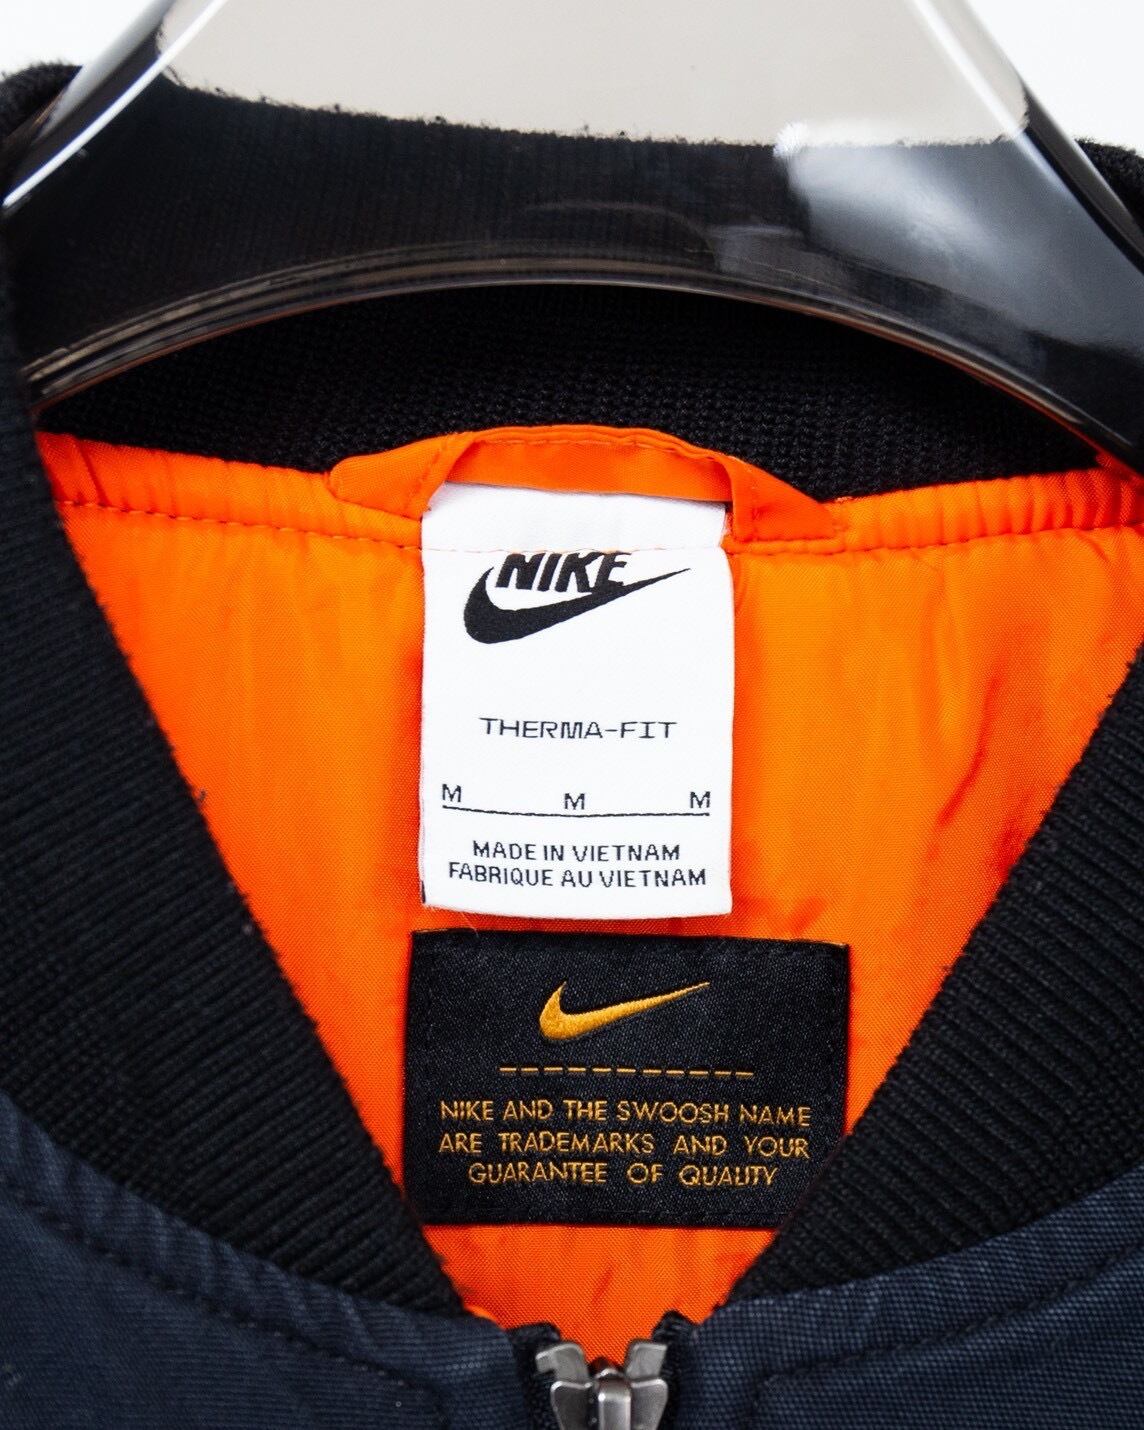 NIKE
THERMA-FIT
M M M
MADE IN VIETNAM
FABRIQUE AU VIETNAM
NIKE AND THE SWOOSH NAME
ARE TRADEMARKS AND YOUR
GUARANTEE OF QUALITY